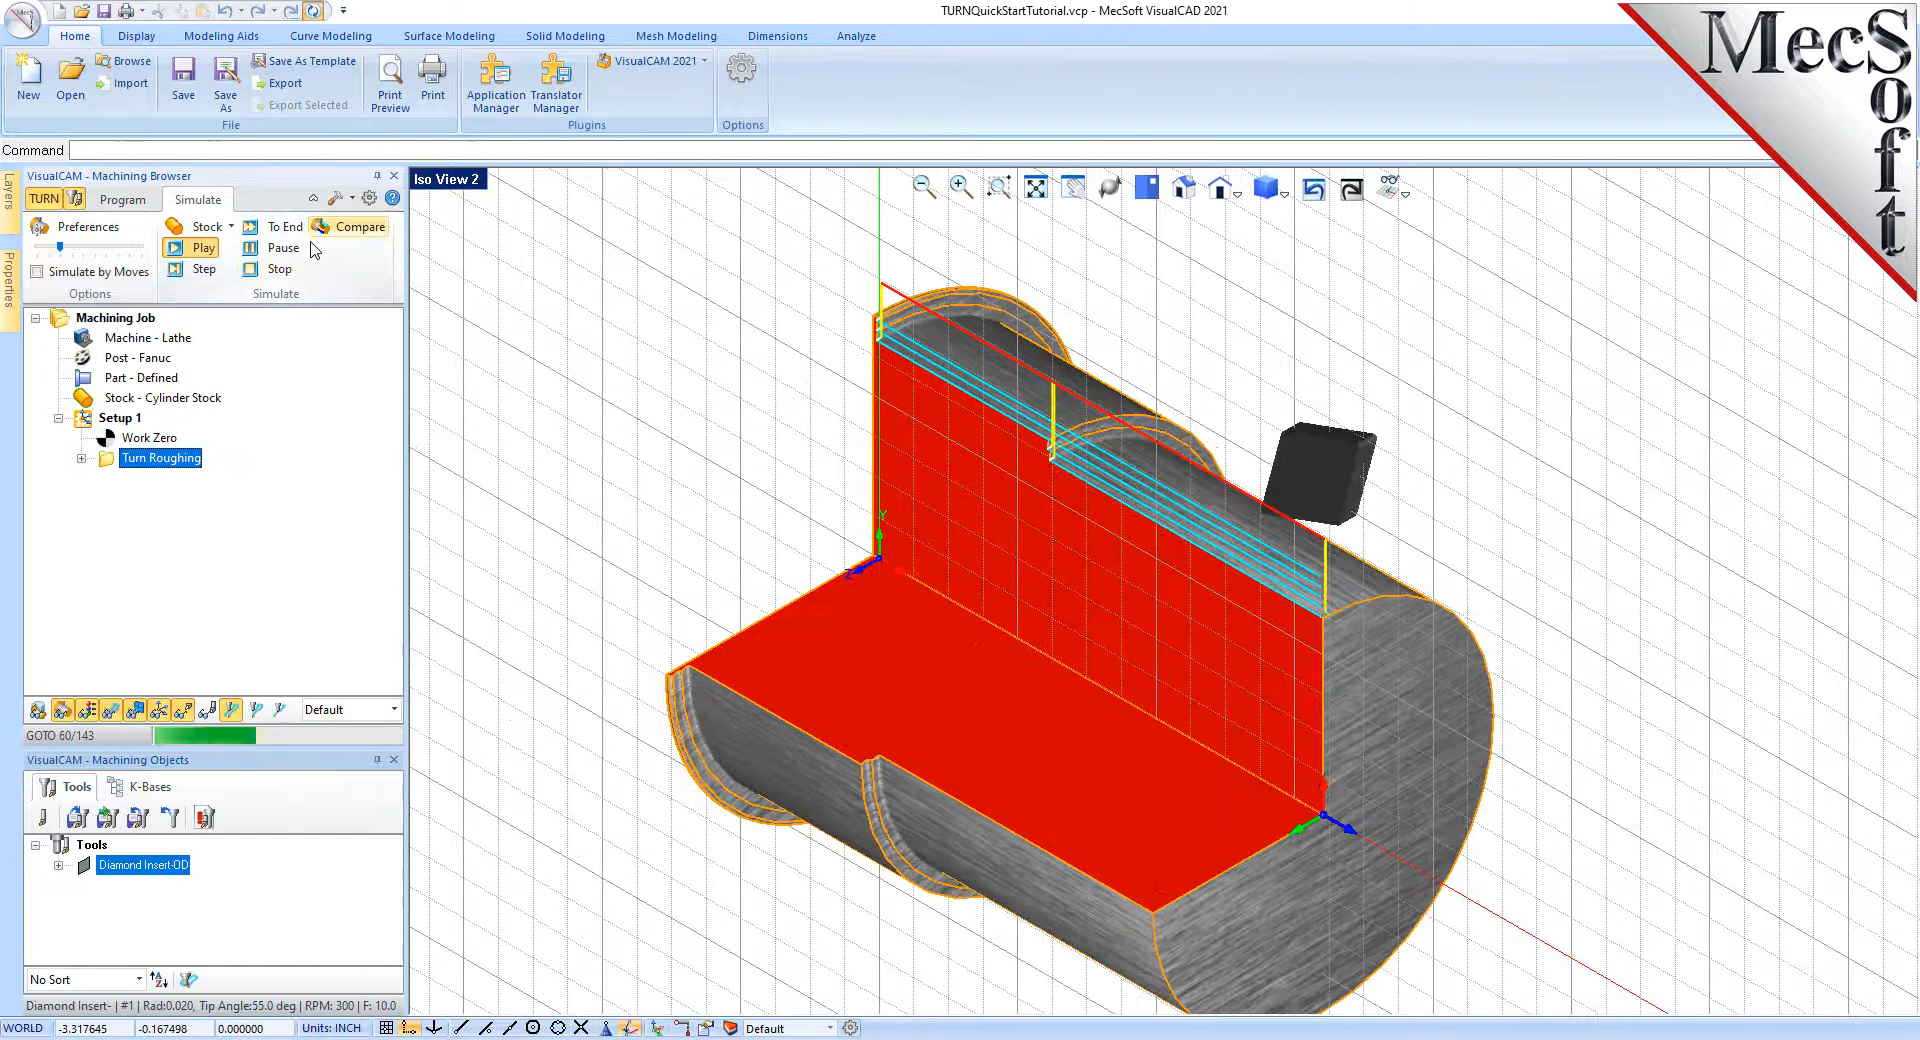 TURNQuickStartTutorial.vcp - MecSoft VisualCAD 2021
Home Display Modeling Aids Curve Modeling Surface Modeling Solid Modeling Mesh Modeling Dimensions Analyze
New Open Browse Import Save Save As Save As Template Export Export Selected Print Preview Print Application Manager Translator Manager VisualCAM 2021
File Plugins Options
Command
Layers
Properties
VisualCAM - Machining Browser
TURN Program Simulate
Preferences Stock To End Compare
Play Pause
Simulate by Moves Step Stop
Options Simulate
Machining Job
Machine - Lathe
Post - Fanuc
Part - Defined
Stock - Cylinder Stock
Setup 1
Work Zero
Turn Roughing
Default
GOTO 60/143
VisualCAM - Machining Objects
Tools K-Bases
Tools
Diamond Insert-OD
No Sort
Diamond Insert- | #1 | Rad:0.020, Tip Angle:55.0 deg | RPM: 300 | F: 10.0
WORLD -3.317645 -0.167498 0.000000 Units: INCH Default
Iso View 2
Y
Z
MecSoft